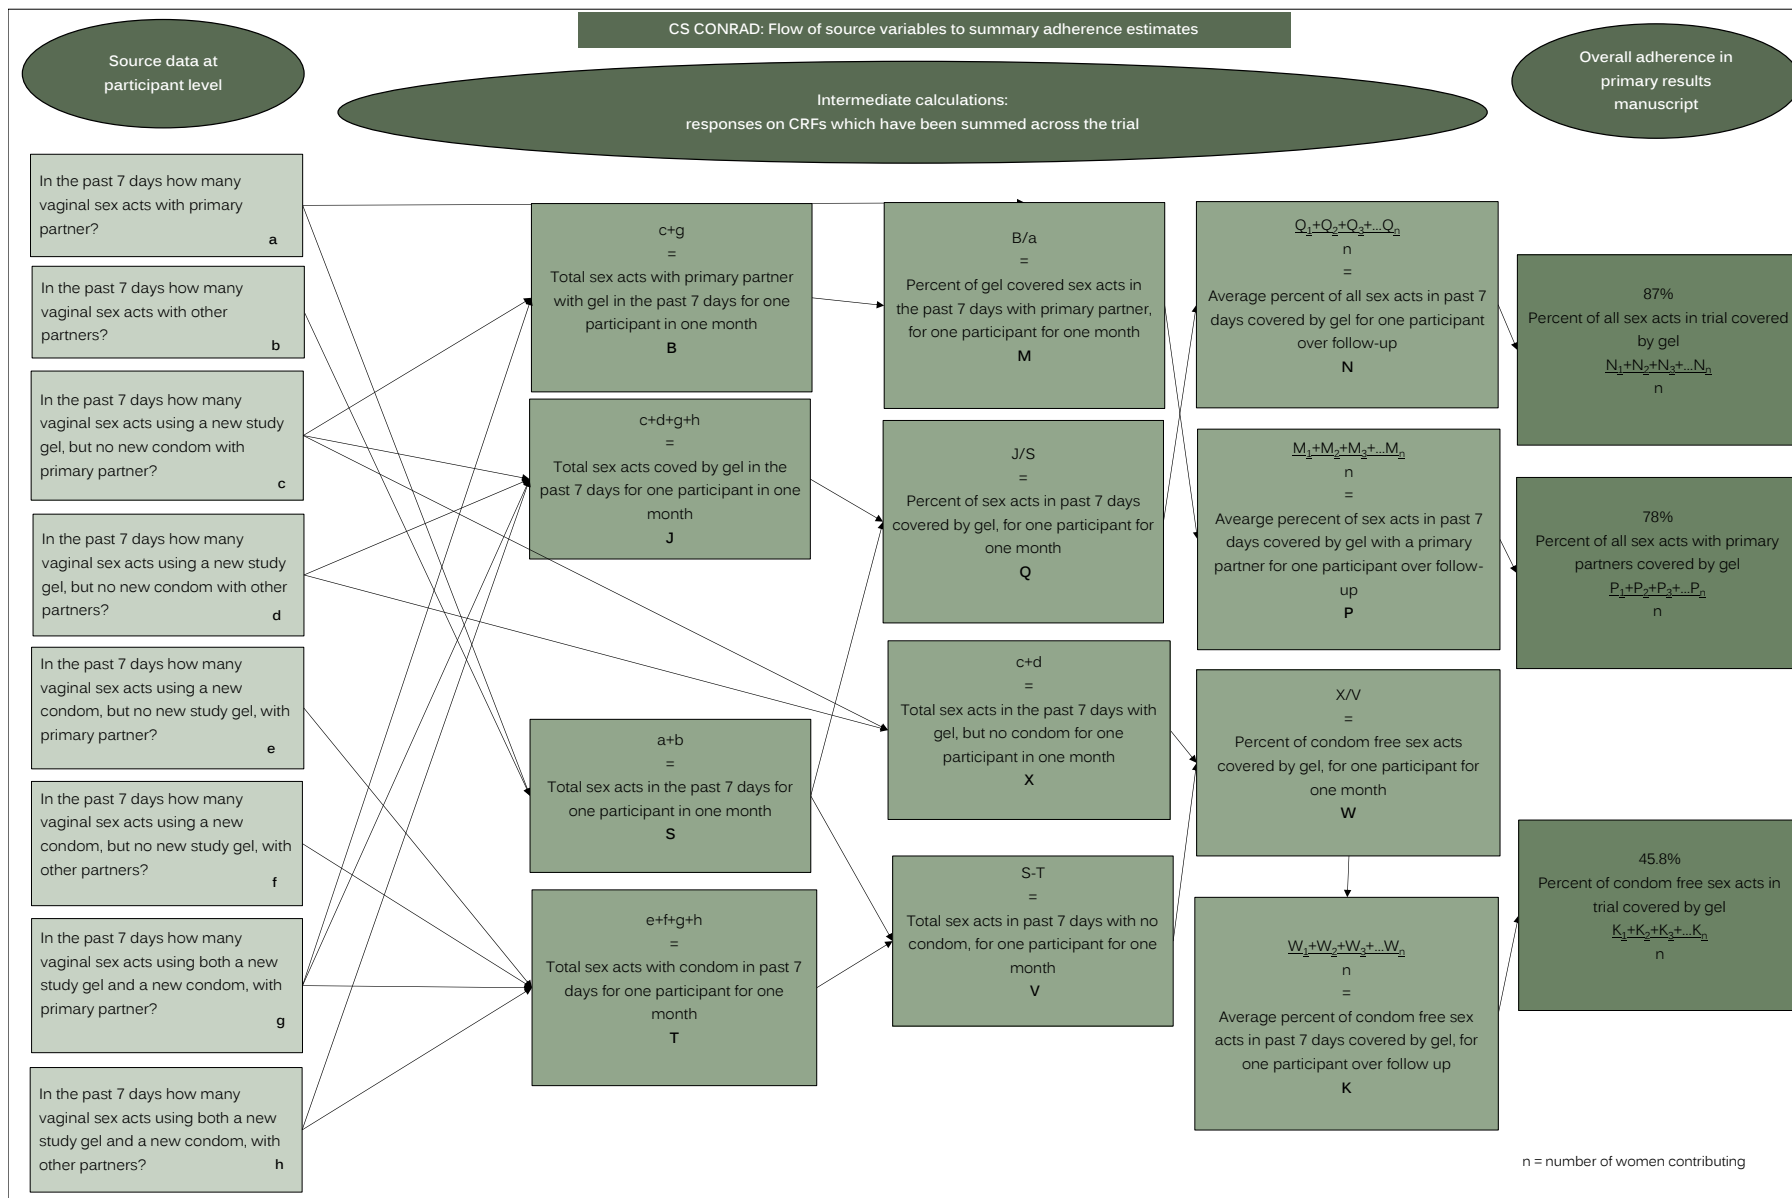 CS CONRAD: Flow of source variables to summary adherence estimates
Source data at
participant level
Intermediate calculations:
responses on CRFs which have been summed across the trial
Overall adherence in
primary results
manuscript
In the past 7 days how many
vaginal sex acts with primary
partner?
a
In the past 7 days how many
vaginal sex acts with other
partners?
b
In the past 7 days how many
vaginal sex acts using a new study
gel, but no new condom with
primary partner?
c
In the past 7 days how many
vaginal sex acts using a new study
gel, but no new condom with other
partners?
d
In the past 7 days how many
vaginal sex acts using a new
condom, but no new study gel, with
primary partner?
e
In the past 7 days how many
vaginal sex acts using a new
condom, but no new study gel, with
other partners?
f
In the past 7 days how many
vaginal sex acts using both a new
study gel and a new condom, with
primary partner?
g
In the past 7 days how many
vaginal sex acts using both a new
study gel and a new condom, with
other partners?
h
c+g
=
Total sex acts with primary partner
with gel in the past 7 days for one
participant in one month
B
c+d+g+h
=
Total sex acts coved by gel in the
past 7 days for one participant in one
month
J
a+b
=
Total sex acts in the past 7 days for
one participant in one month
S
e+f+g+h
=
Total sex acts with condom in past 7
days for one participant for one
month
T
B/a
=
Percent of gel covered sex acts in
the past 7 days with primary partner,
for one participant for one month
M
J/S
=
Percent of sex acts in past 7 days
covered by gel, for one participant for
one month
Q
c+d
=
Total sex acts in the past 7 days with
gel, but no condom for one
participant in one month
X
S-T
=
Total sex acts in past 7 days with no
condom, for one participant for one
month
V
Q1+Q2+Q3+...Qn
n
=
Average percent of all sex acts in past 7
days covered by gel for one participant
over follow-up
N
M1+M2+M3+...Mn
n
=
Avearge perecent of sex acts in past 7
days covered by gel with a primary
partner for one participant over follow-
up
P
X/V
=
Percent of condom free sex acts
covered by gel, for one participant for
one month
W
W1+W2+W3+...Wn
n
=
Average percent of condom free sex
acts in past 7 days covered by gel, for
one participant over follow up
K
87%
Percent of all sex acts in trial covered
by gel
N1+N2+N3+...Nn
n
78%
Percent of all sex acts with primary
partners covered by gel
P1+P2+P3+...Pn
n
45.8%
Percent of condom free sex acts in
trial covered by gel
K1+K2+K3+...Kn
n
n = number of women contributing